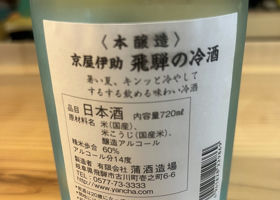 〈本醸造〉
京屋伊助 飛騨の冷酒
暑い夏、キンッと冷やして
するする飲める味わい冷酒
品目 日本酒 内容量720ml
原材料名
米(国産)、
米こうじ(国産米)、
醸造アルコール
精米歩合 60%
アルコール分14度
有限会社 蒲酒造場
岐阜県飛騨市古川町壱之町6-6
TEL 0577-73-3333
http://www.yancha.com